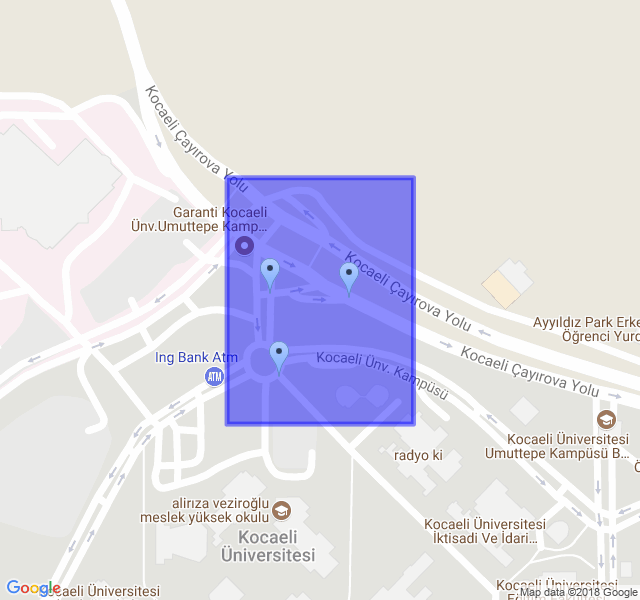 Kocaeli Çayırova Yolu
Garanti Kocaeli
Ünv.Umuttepe Kamp...
Kocaeli Çayırova Yolu
Ayyıldız Park Erke
Öğrenci Yurd
Kocaeli Çayırova Yolu
Ing Bank Atm
ATM
Kocaeli Ünv. Kampüsü
Kocaeli Üniversitesi
Umuttepe Kampüsü B...
radyo ki
alirıza veziroğlu
meslek yüksek okulu
Kocaeli
Üniversitesi
Kocaeli Üniversitesi
İktisadi Ve İdari...
Kocaeli Üniversitesi
Kocaeli Üniversitesi
Google
Map data ©2018 Google